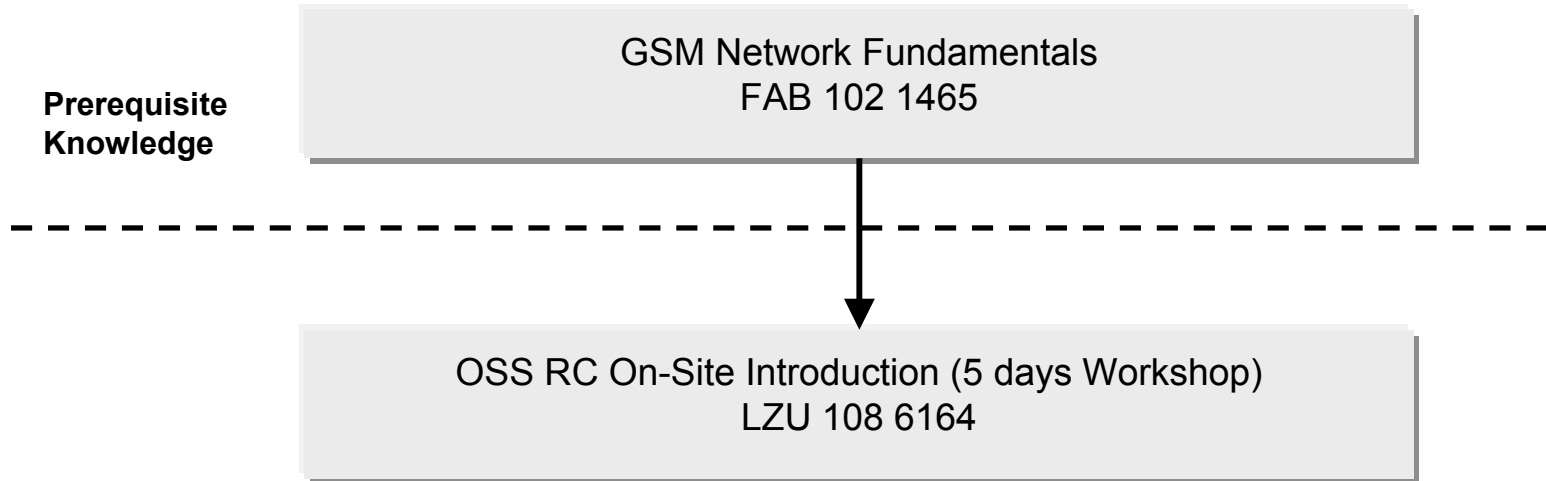 GSM Network Fundamentals
FAB 102 1465
Prerequisite
Knowledge
OSS RC On-Site Introduction (5 days Workshop)
LZU 108 6164